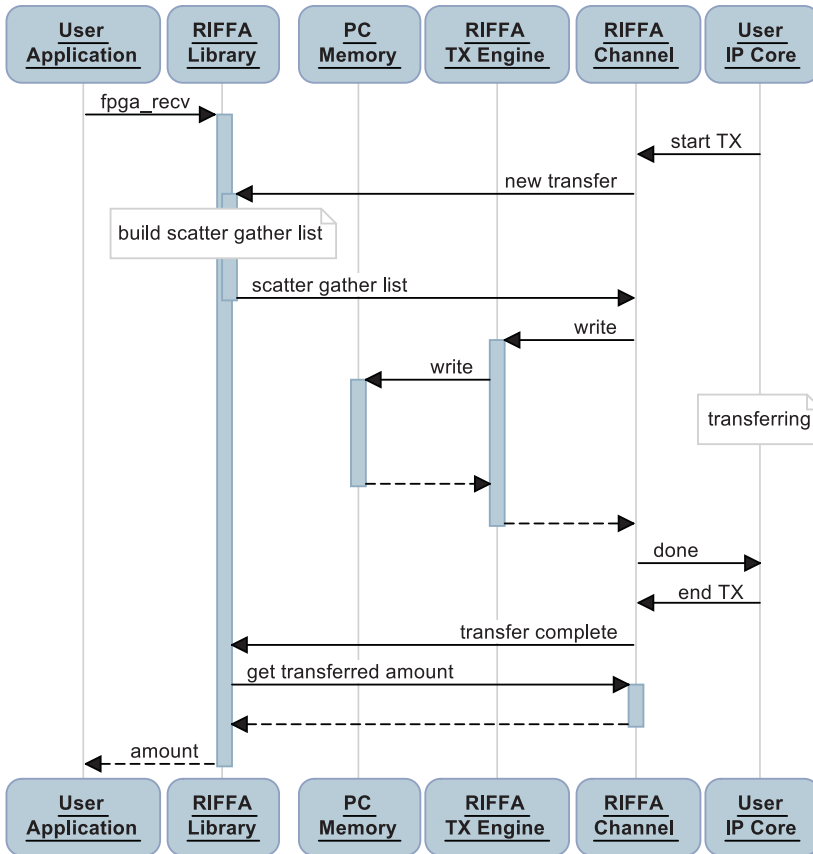 User RIFFA PC RIFFA RIFFA User
Application Library Memory TX Engine Channel IP Core
fpga_recv
start TX
new transfer
build scatter gather list
scatter gather list
write
write
transferring
done
end TX
transfer complete
get transferred amount
amount
User RIFFA PC RIFFA RIFFA User
Application Library Memory TX Engine Channel IP Core